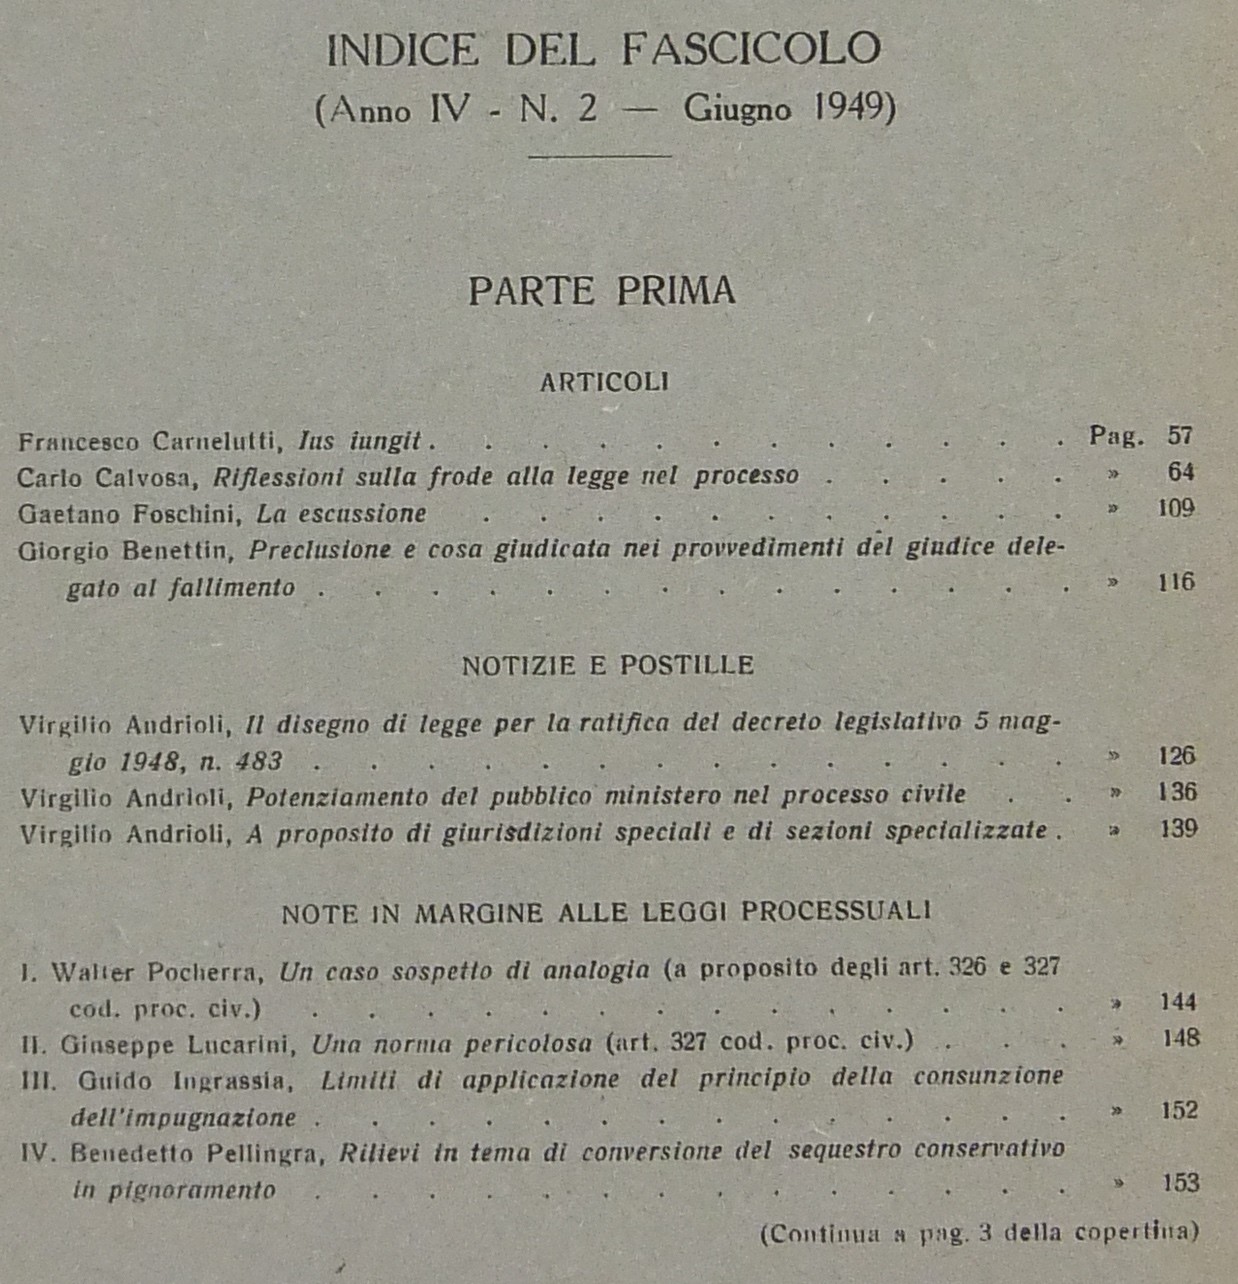 INDICE DEL FASCICOLO
(Anno IV - N. 2 — Giugno 1949)
PARTE PRIMA
ARTICOLI
Francesco Carnelutti, Ius iungit . . . . . . . . . . . . Pag. 57
Carlo Calvosa, Riflessioni sulla frode alla legge nel processo . . . . . » 64
Gaetano Foschini, La escussione . . . . . . . . . . . » 109
Giorgio Benettin, Preclusione e cosa giudicata nei provvedimenti del giudice dele-
gato al fallimento . . . . . . . . . . . . . . » 116
NOTIZIE E POSTILLE
Virgilio Andrioli, Il disegno di legge per la ratifica del decreto legislativo 5 mag-
gio 1948, n. 483 . . . . . . . . . . . . . . » 126
Virgilio Andrioli, Potenziamento del pubblico ministero nel processo civile . . » 136
Virgilio Andrioli, A proposito di giurisdizioni speciali e di sezioni specializzate . » 139
NOTE IN MARGINE ALLE LEGGI PROCESSUALI
I. Walter Pocherra, Un caso sospetto di analogia (a proposito degli art. 326 e 327
cod. proc. civ.) . . . . . . . . . . . . . . » 144
II. Giuseppe Lucarini, Una norma pericolosa (art. 327 cod. proc. civ.) . . . » 148
III. Guido Ingrassia, Limiti di applicazione del principio della consunzione
dell'impugnazione . . . . . . . . . . . . . . » 152
IV. Benedetto Pellingra, Rilievi in tema di conversione del sequestro conservativo
in pignoramento . . . . . . . . . . . . . . » 153
(Continua a pag. 3 della copertina)